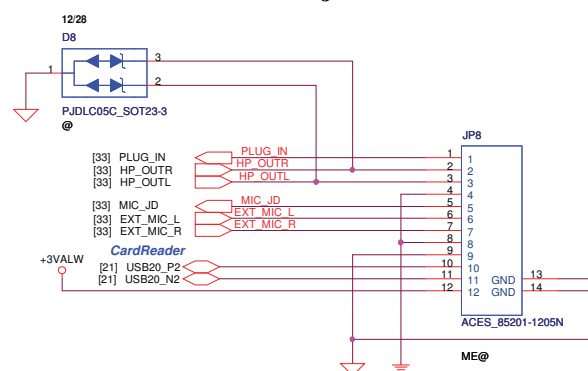 12/28
D8
1
3
2
PJDLC05C_SOT23-3
@
JP8
[33] PLUG_IN PLUG_IN 1 1
[33] HP_OUTR HP_OUTR 2 2
[33] HP_OUTL HP_OUTL 3 3
4 4
[33] MIC_JD MIC_JD 5 5
[33] EXT_MIC_L EXT_MIC_L 6 6
[33] EXT_MIC_R EXT_MIC_R 7 7
8 8
CardReader
9 9
+3VALW
[21] USB20_P2 10 10
[21] USB20_N2 11 11 GND 13
12 12 GND 14
ACES_85201-1205N
ME@